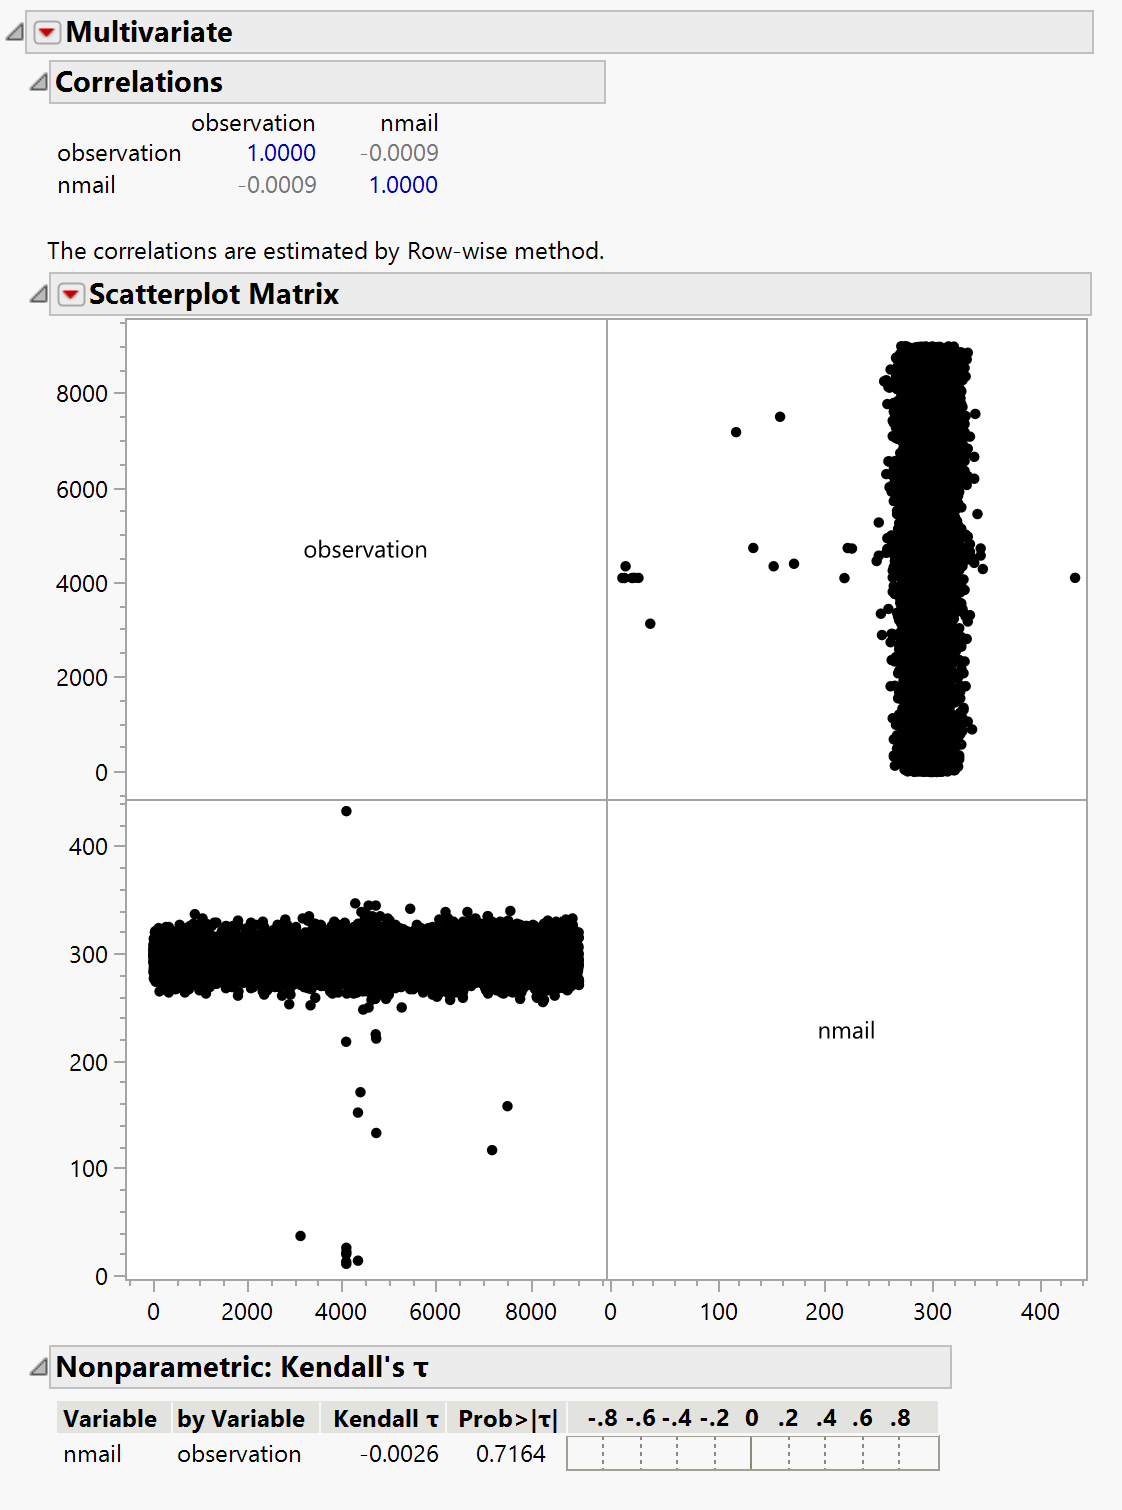 Multivariate
Correlations
observation nmail
observation 1.0000 -0.0009
nmail -0.0009 1.0000
The correlations are estimated by Row-wise method.
Scatterplot Matrix
8000
6000
observation
4000
2000
0
400
300
nmail
200
100
0
0 2000 4000 6000 8000 0 100 200 300 400
Nonparametric: Kendall's τ
Variable by Variable Kendall τ Prob>|τ| -.8 -.6 -.4 -.2 0 .2 .4 .6 .8
nmail observation -0.0026 0.7164